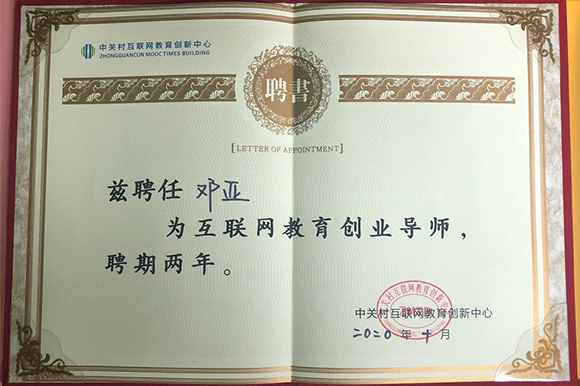 中关村互联网教育创新中心
ZHONGGUANCUN MOOC TIMES BUILDING
聘書
[ LETTER OF APPOINTMENT ]
兹聘任 邓亚
为互联网教育创业导师，
聘期两年。
中关村互联网教育创新中心
2020 年 十 月